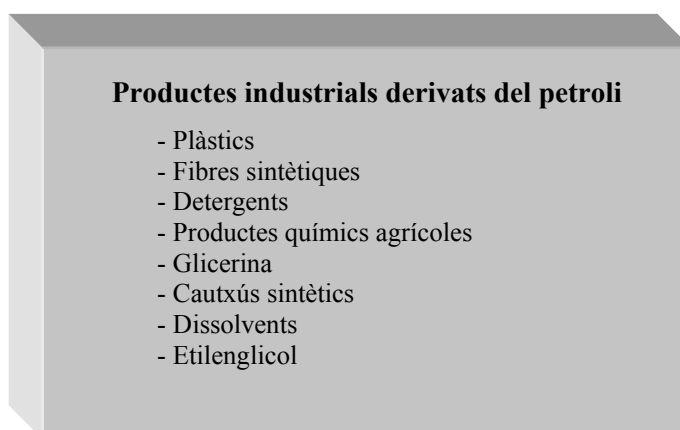 Productes industrials derivats del petroli
- Plàstics
- Fibres sintètiques
- Detergents
- Productes químics agrícoles
- Glicerina
- Cautxús sintètics
- Dissolvents
- Etilenglicol